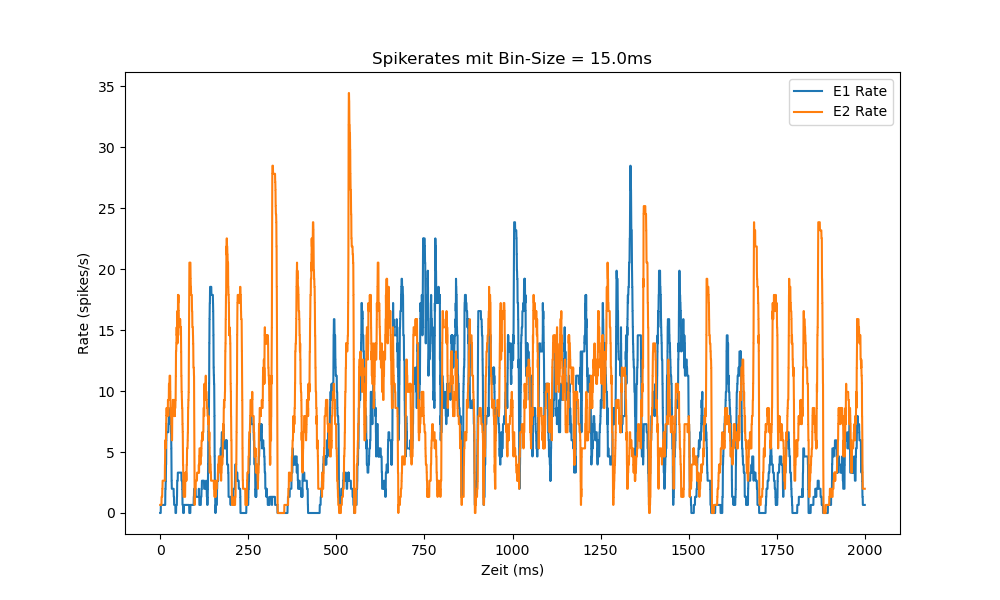 Spikerates mit Bin-Size = 15.0ms
E1 Rate
E2 Rate
35
30
25
20
15
10
5
0
Rate (spikes/s)
0 250 500 750 1000 1250 1500 1750 2000
Zeit (ms)